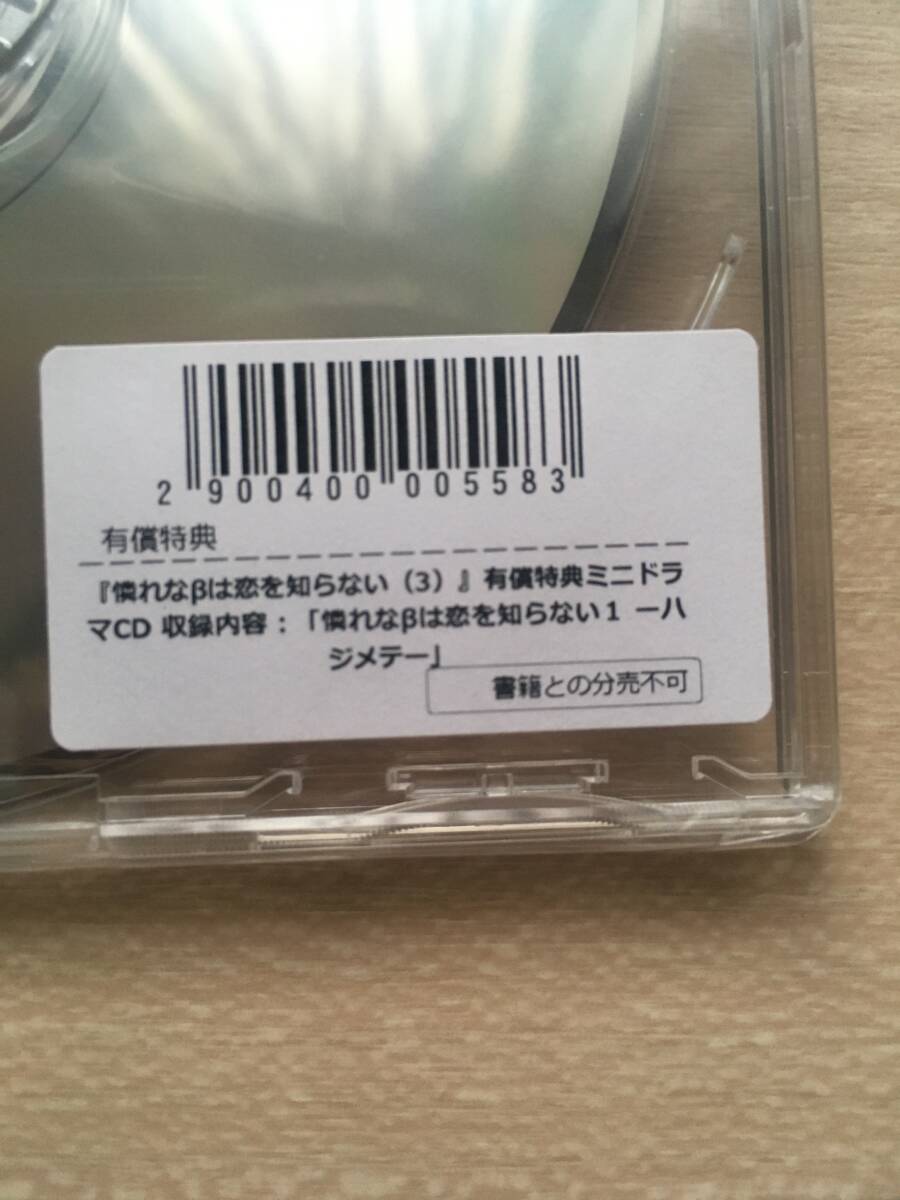 2 900400 005583
有償特典
『憐れなβは恋を知らない（3）』有償特典ミニドラ
マCD 収録内容：「憐れなβは恋を知らない１ ーハ
ジメテー」
書籍との分売不可